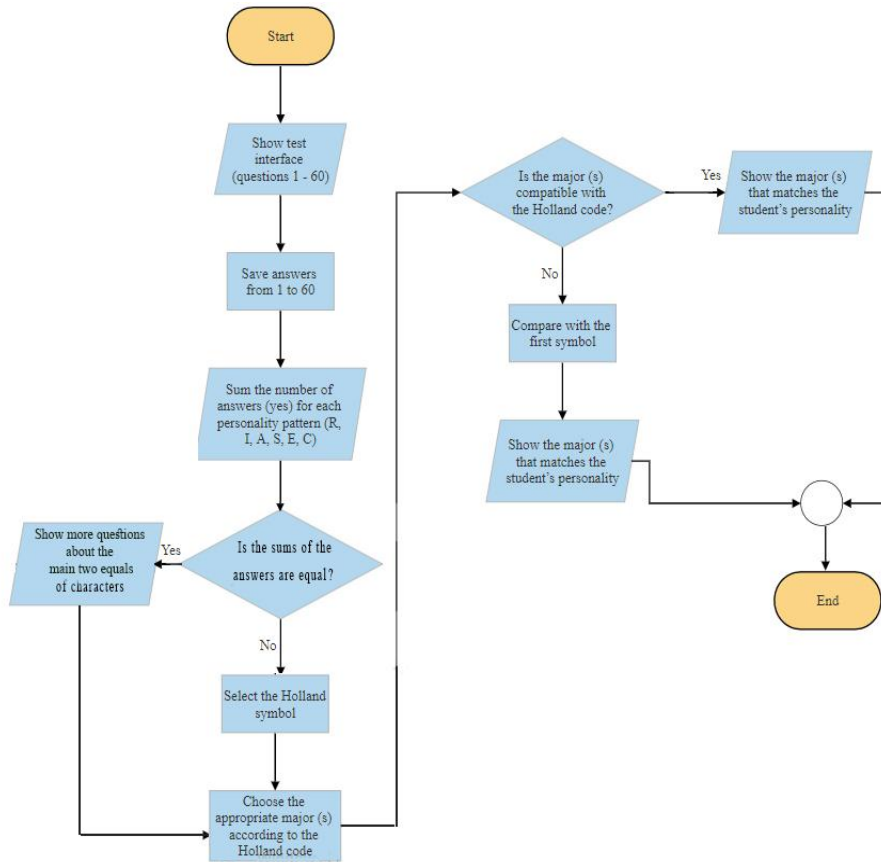 Start
Show test
interface
(questions 1 - 60)
Save answers
from 1 to 60
Sum the number of
answers (yes) for each
personality pattern (R,
I, A, S, E, C)
Is the sums of the
answers are equal?
Yes
Show more questions
about the
main two equals
of characters
No
Select the Holland
symbol
Choose the
appropriate major (s)
according to the
Holland code
Is the major (s)
compatible with
the Holland code?
Yes
Show the major (s)
that matches the
student’s personality
No
Compare with the
first symbol
Show the major (s)
that matches the
student’s personality
End